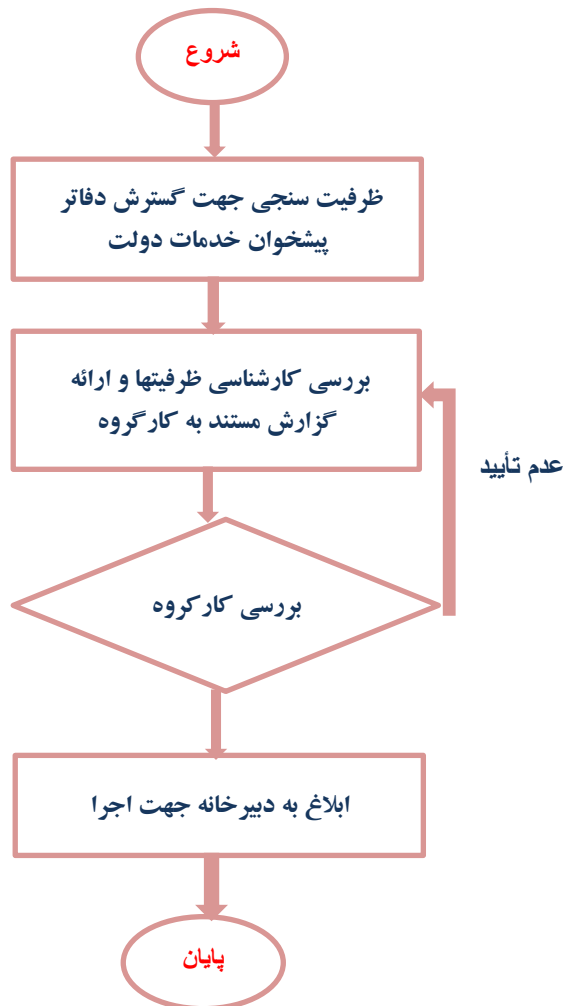 شروع
ظرفیت سنجی جهت گسترش دفاتر
پیشخوان خدمات دولت
بررسی کارشناسی ظرفیتها و ارائه
گزارش مستند به کارگروه
عدم تأیید
بررسی کارکروه
ابلاغ به دبیرخانه جهت اجرا
پایان